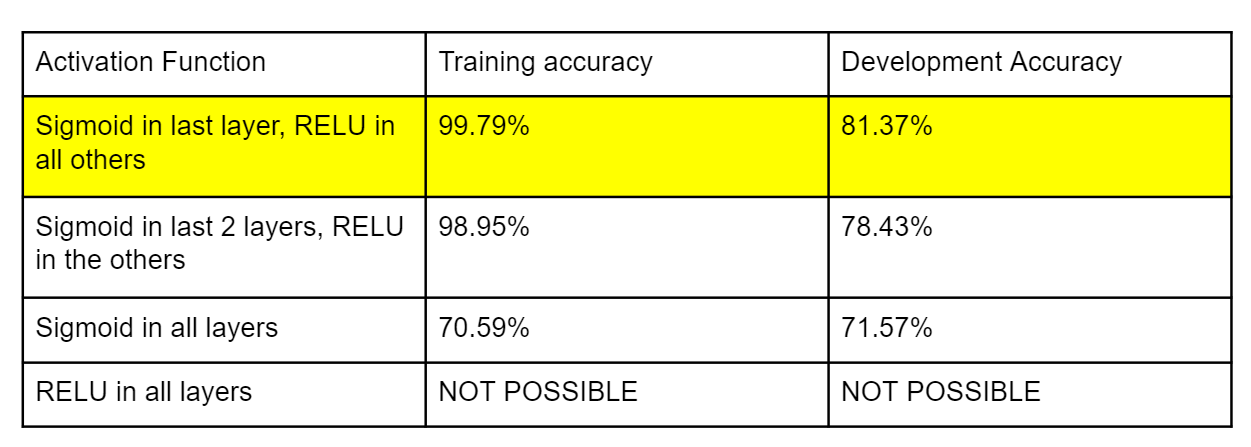 Activation Function
Training accuracy
Development Accuracy
Sigmoid in last layer, RELU in
all others
99.79%
81.37%
Sigmoid in last 2 layers, RELU
in the others
98.95%
78.43%
Sigmoid in all layers
70.59%
71.57%
RELU in all layers
NOT POSSIBLE
NOT POSSIBLE